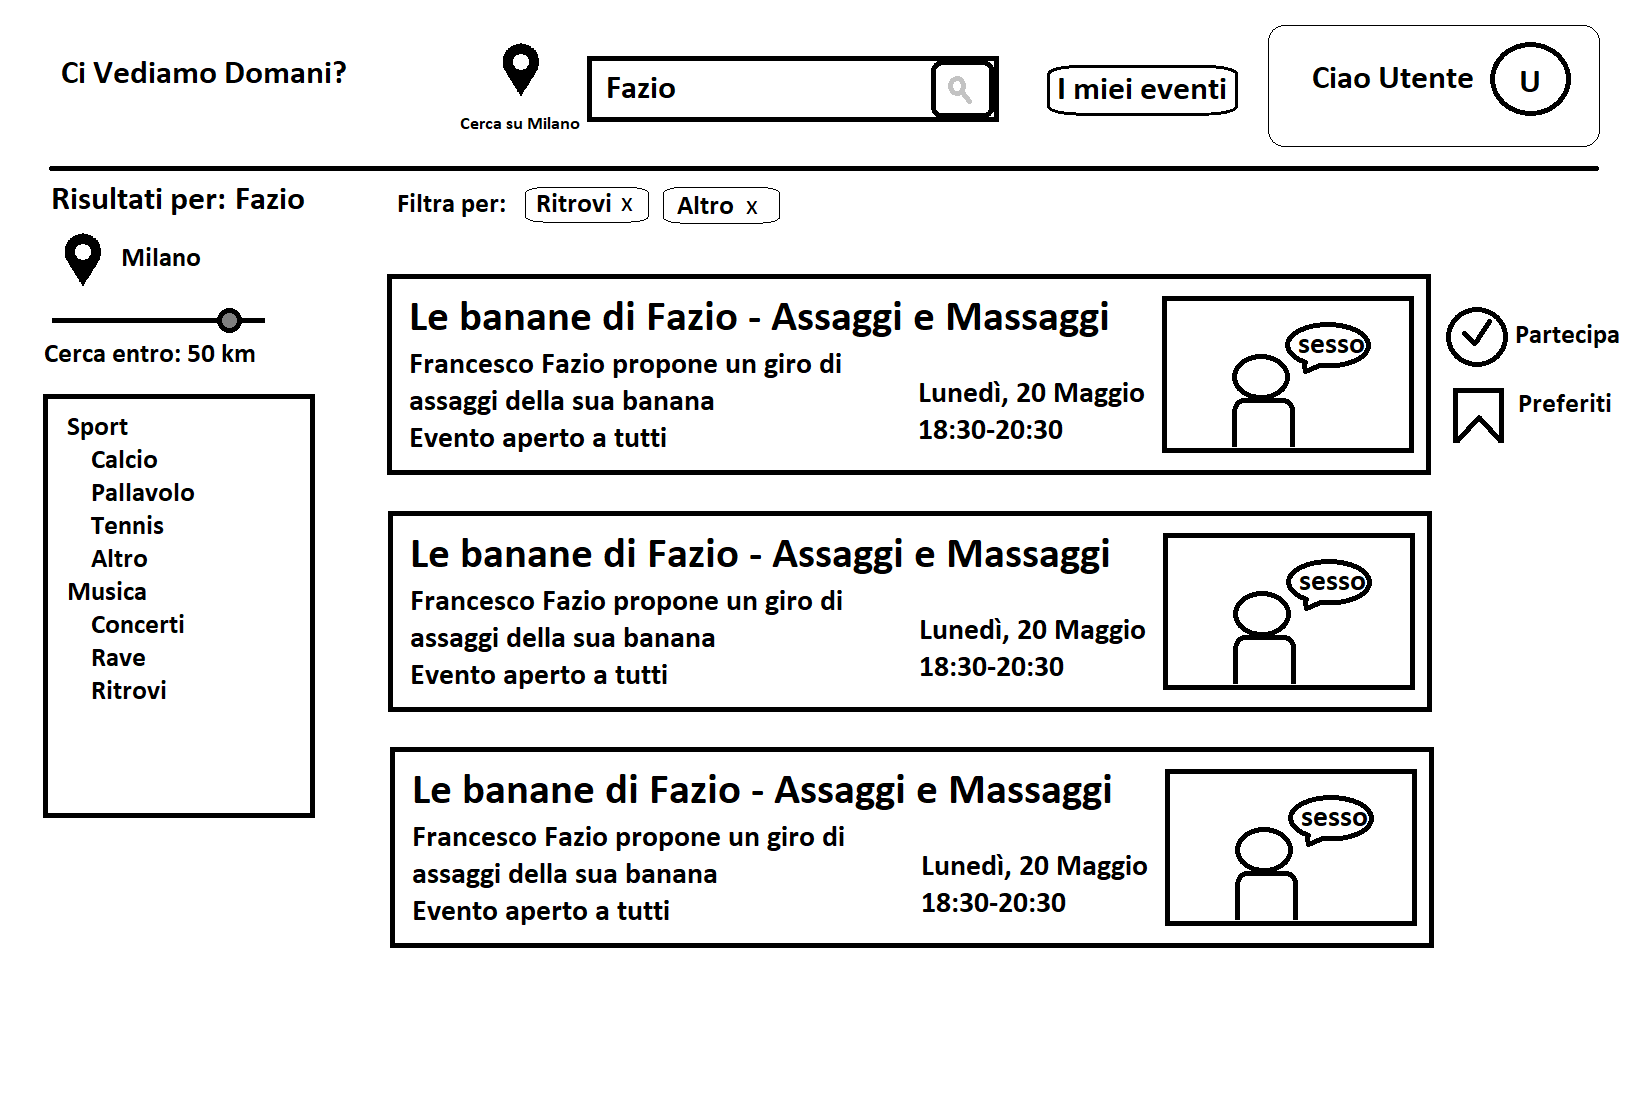 Ci Vediamo Domani?
Cerca su Milano
Fazio
I miei eventi
Ciao Utente
U
Risultati per: Fazio
Milano
Cerca entro: 50 km
Sport
Calcio
Pallavolo
Tennis
Altro
Musica
Concerti
Rave
Ritrovi
Filtra per:
Ritrovi x
Altro x
Le banane di Fazio - Assaggi e Massaggi
Francesco Fazio propone un giro di
assaggi della sua banana
Evento aperto a tutti
Lunedì, 20 Maggio
18:30-20:30
sesso
Partecipa
Preferiti
Le banane di Fazio - Assaggi e Massaggi
Francesco Fazio propone un giro di
assaggi della sua banana
Evento aperto a tutti
Lunedì, 20 Maggio
18:30-20:30
sesso
Le banane di Fazio - Assaggi e Massaggi
Francesco Fazio propone un giro di
assaggi della sua banana
Evento aperto a tutti
Lunedì, 20 Maggio
18:30-20:30
sesso